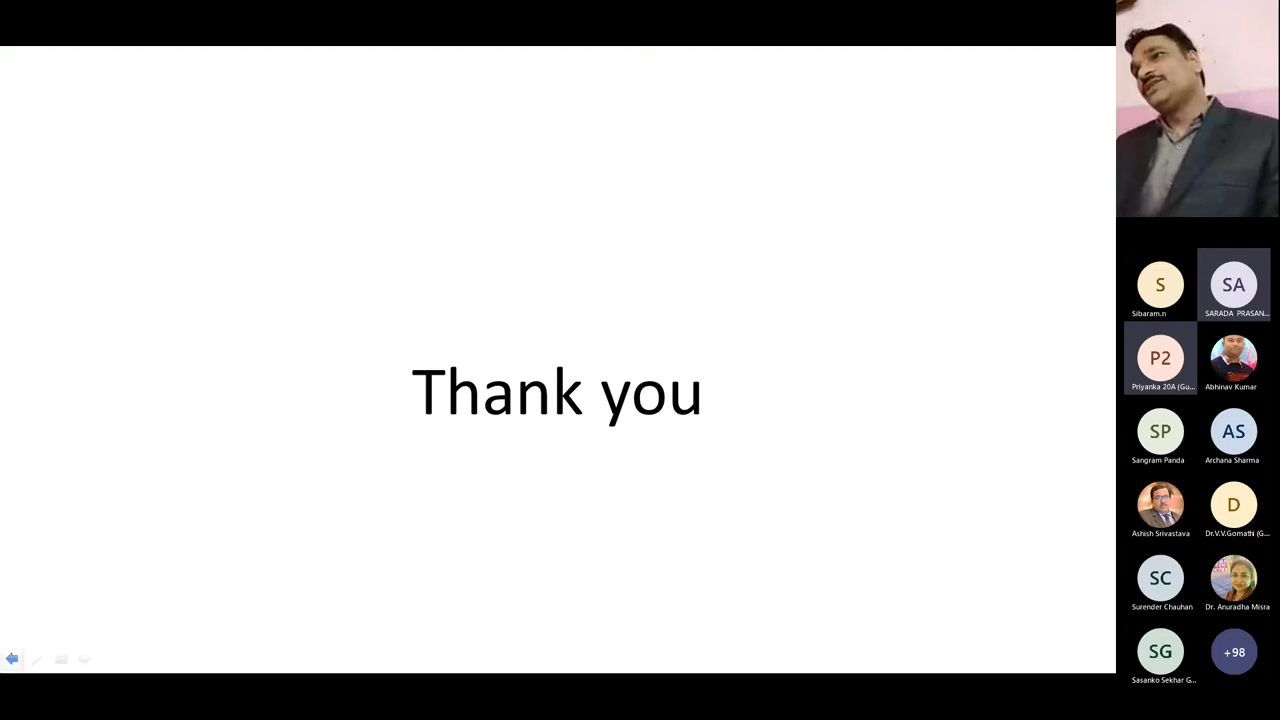 Thank you
S
SA
Sibaram.n
SARADA PRASAN...
P2
Priyanka 20A (Gu...
Abhinav Kumar
SP
AS
Sangram Panda
Archana Sharma
D
Ashish Srivastava
Dr.V.V.Gomathi (G...
SC
Surender Chauhan
Dr. Anuradha Misra
SG
+98
Sasanko Sekhar G...